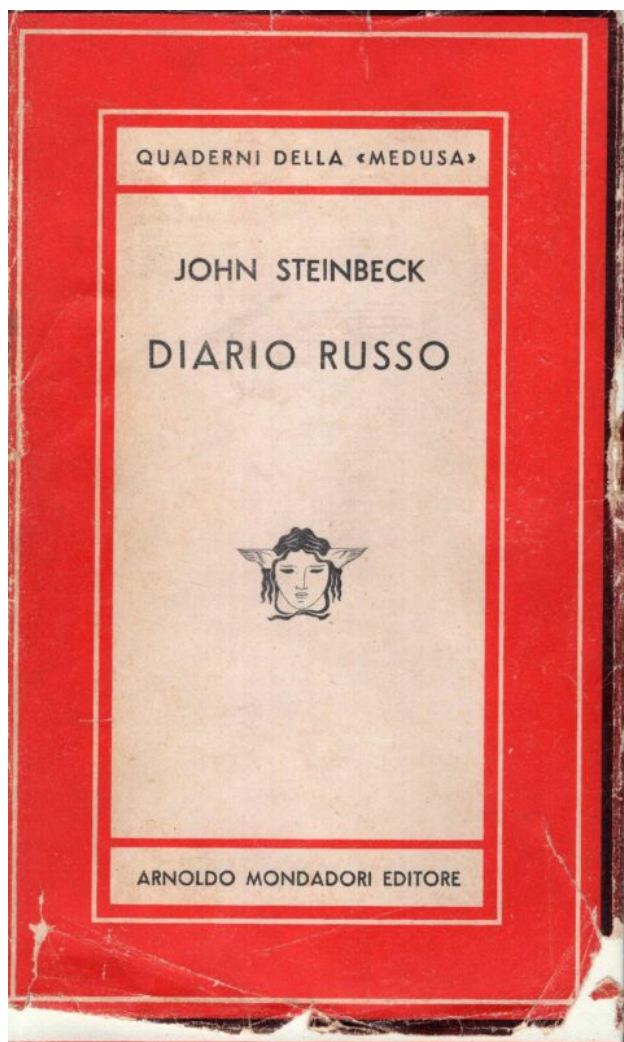 QUADERNI DELLA «MEDUSA»
JOHN STEINBECK
DIARIO RUSSO
ARNOLDO MONDADORI EDITORE